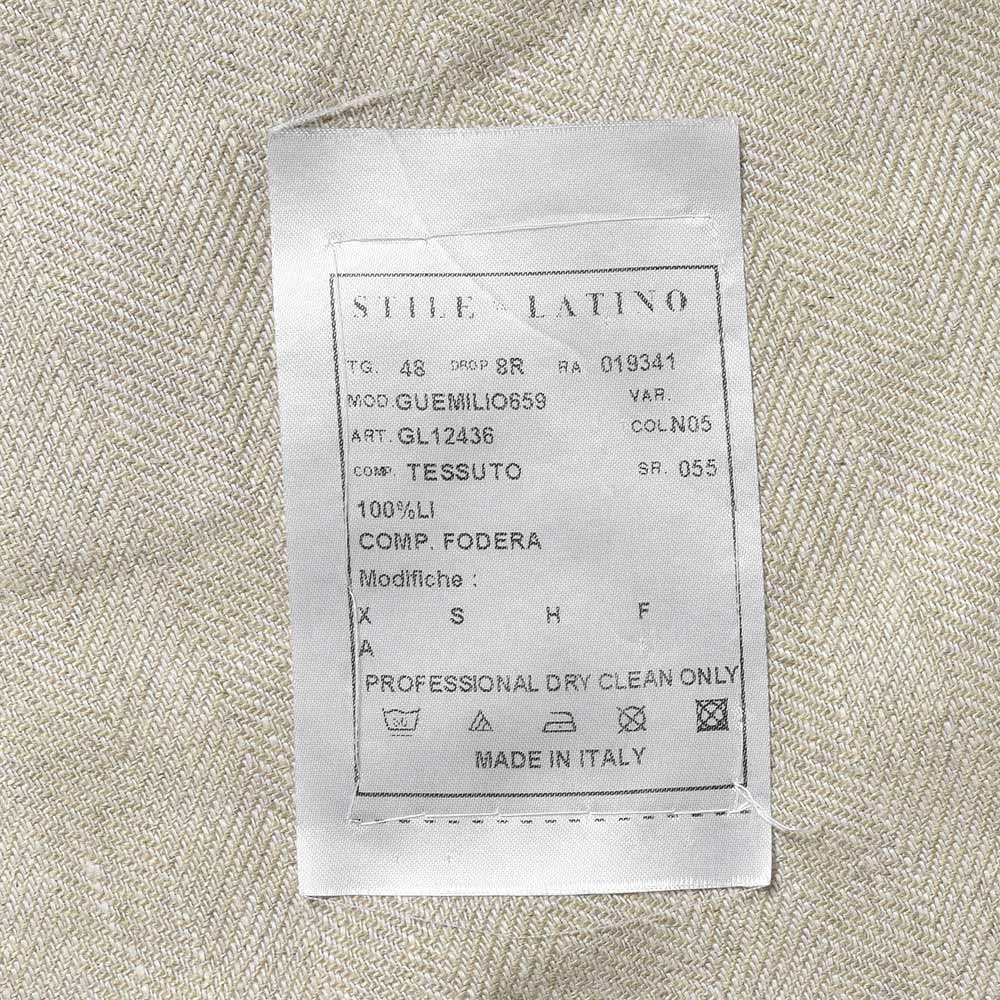 STILE LATINO
TG. 48 DROP 8R RA 019341
MOD. GUEMILIO659 VAR.
ART. GL12436 COL. N05
COMP. TESSUTO SR. 055
100%LI
COMP. FODERA
Modifiche :
X S H F
A
PROFESSIONAL DRY CLEAN ONLY
30
MADE IN ITALY